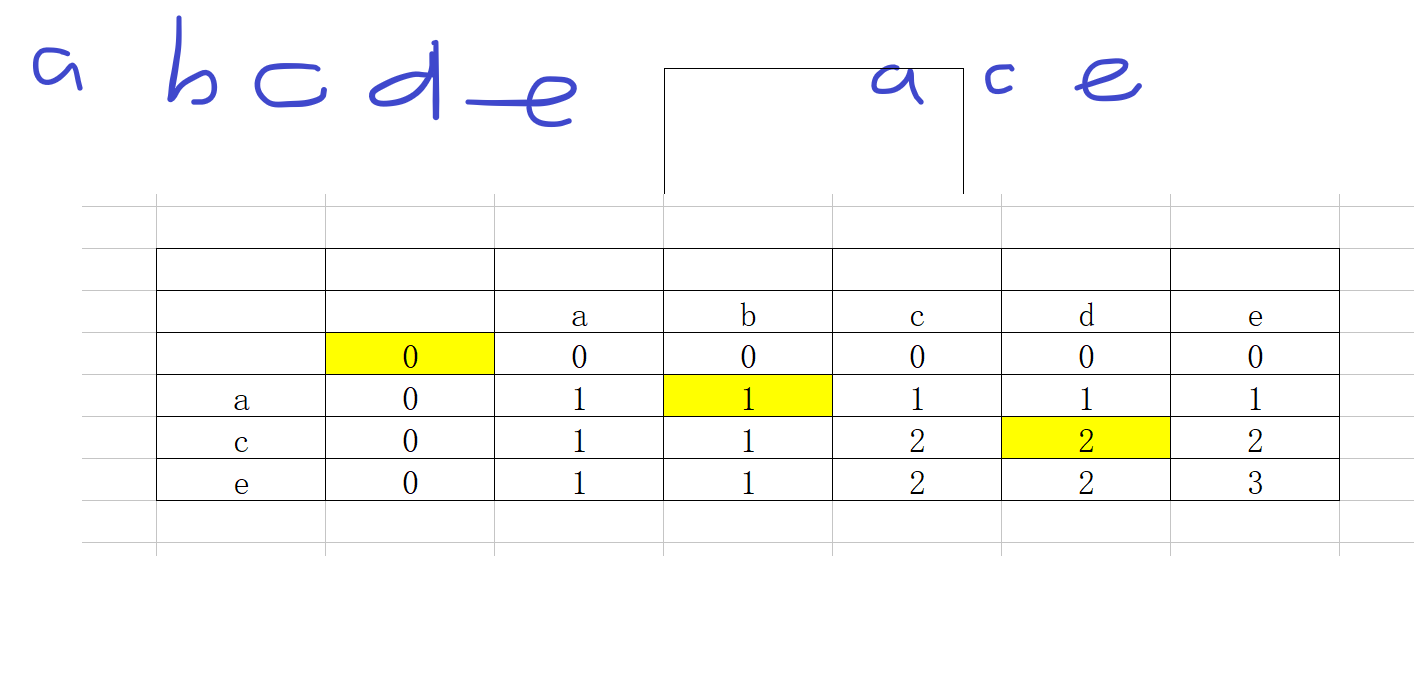 a b c d e a c e
a b c d e
0 0 0 0 0 0
a 0 1 1 1 1 1
c 0 1 1 2 2 2
e 0 1 1 2 2 3